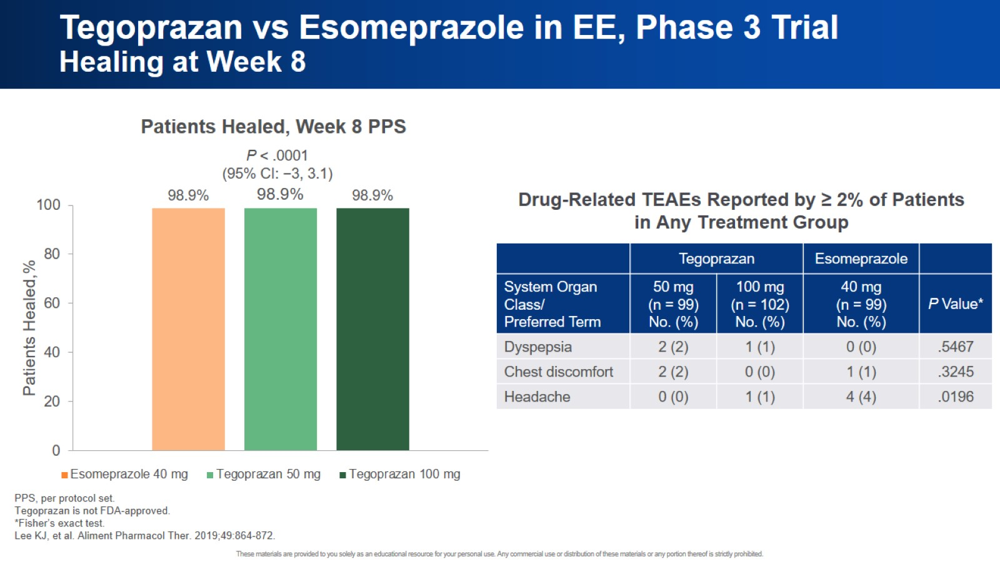 Tegoprazan vs Esomeprazole in EE, Phase 3 Trial
Healing at Week 8
Patients Healed, Week 8 PPS
P < .0001
(95% CI: −3, 3.1)
98.9%
98.9%
98.9%
100
80
60
40
20
0
Patients Healed, %
Esomeprazole 40 mg
Tegoprazan 50 mg
Tegoprazan 100 mg
Drug-Related TEAEs Reported by ≥ 2% of Patients
in Any Treatment Group
Tegoprazan Esomeprazole
System Organ
Class/
Preferred Term
50 mg
(n = 99)
No. (%)
100 mg
(n = 102)
No. (%)
40 mg
(n = 99)
No. (%)
P Value*
Dyspepsia 2 (2) 1 (1) 0 (0) .5467
Chest discomfort 2 (2) 0 (0) 1 (1) .3245
Headache 0 (0) 1 (1) 4 (4) .0196
PPS, per protocol set.
Tegoprazan is not FDA-approved.
*Fisher's exact test.
Lee KJ, et al. Aliment Pharmacol Ther. 2019;49:864-872.
These materials are provided to you solely as an educational resource for your personal use. Any commercial use or distribution of these materials or any portion thereof is strictly prohibited.